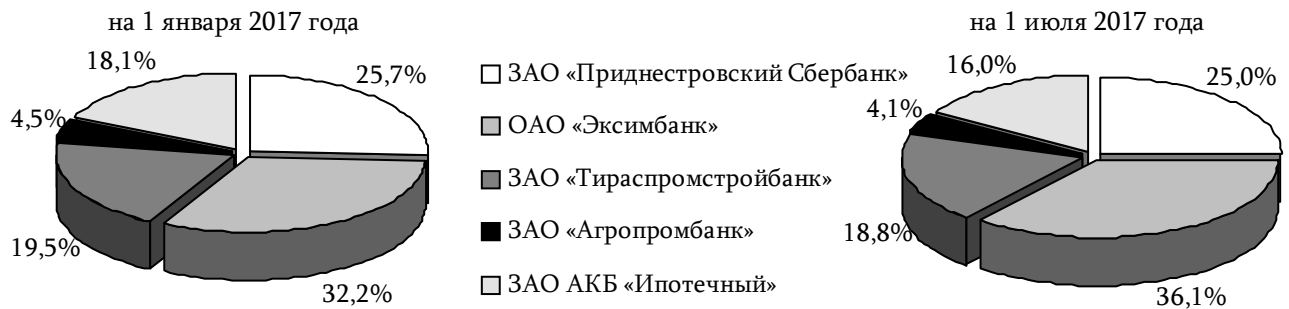 на 1 января 2017 года
18,1%
25,7%
4,5%
19,5%
32,2%
ЗАО «Приднестровский Сбербанк»
ОАО «Эксимбанк»
ЗАО «Тираспромстройбанк»
ЗАО «Агропромбанк»
ЗАО АКБ «Ипотечный»
на 1 июля 2017 года
16,0%
25,0%
4,1%
18,8%
36,1%